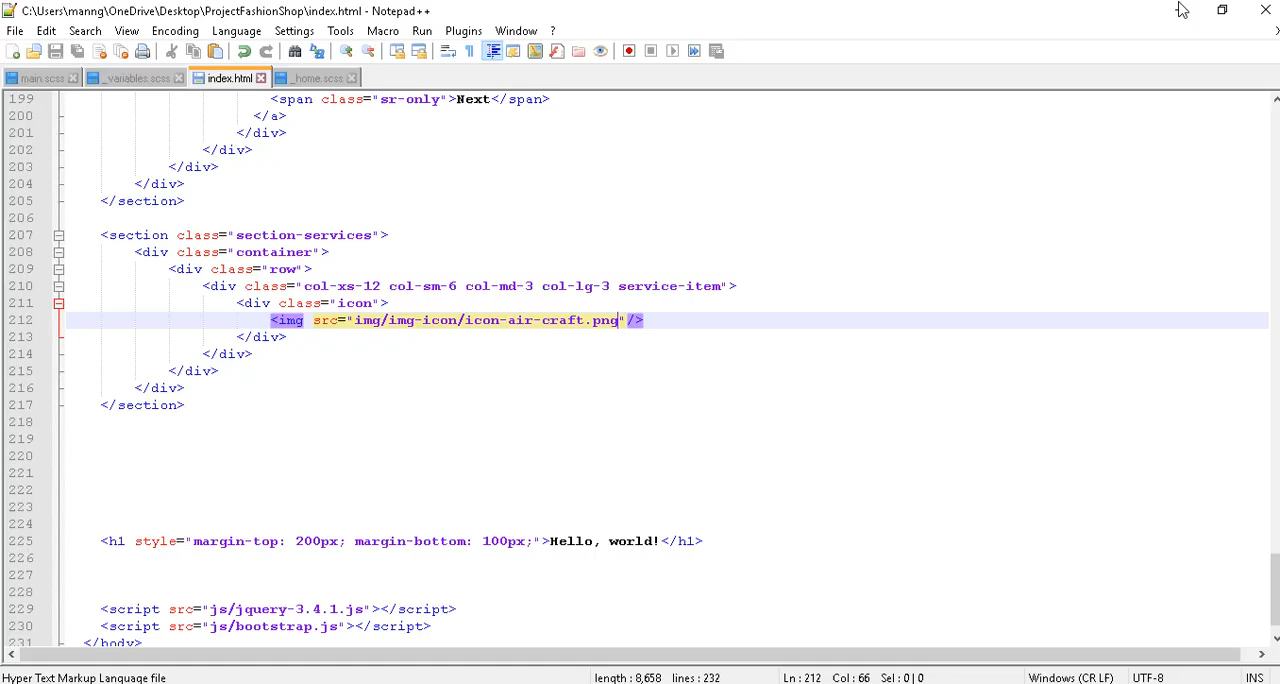 C:\Users\manng\OneDrive\Desktop\ProjectFashionShop\index.html - Notepad++
File Edit Search View Encoding Language Settings Tools Macro Run Plugins Window ?
main.scss _variables.scss index.html _home.scss
199 <span class="sr-only">Next</span>
200 </a>
201 </div>
202 </div>
203 </div>
204 </div>
205 </section>
206
207 <section class="section-services">
208 <div class="container">
209 <div class="row">
210 <div class="col-xs-12 col-sm-6 col-md-3 col-lg-3 service-item">
211 <div class="icon">
212 <img src="img/img-icon/icon-air-craft.png"/>
213 </div>
214 </div>
215 </div>
216 </div>
217 </section>
218
219
220
221
222
223
224
225 <h1 style="margin-top: 200px; margin-bottom: 100px;">Hello, world!</h1>
226
227
228
229 <script src="js/jquery-3.4.1.js"></script>
230 <script src="js/bootstrap.js"></script>
231 </body>
Hyper Text Markup Language file length : 8,658 lines : 232 Ln : 212 Col : 66 Sel : 0 | 0 Windows (CR LF) UTF-8 INS